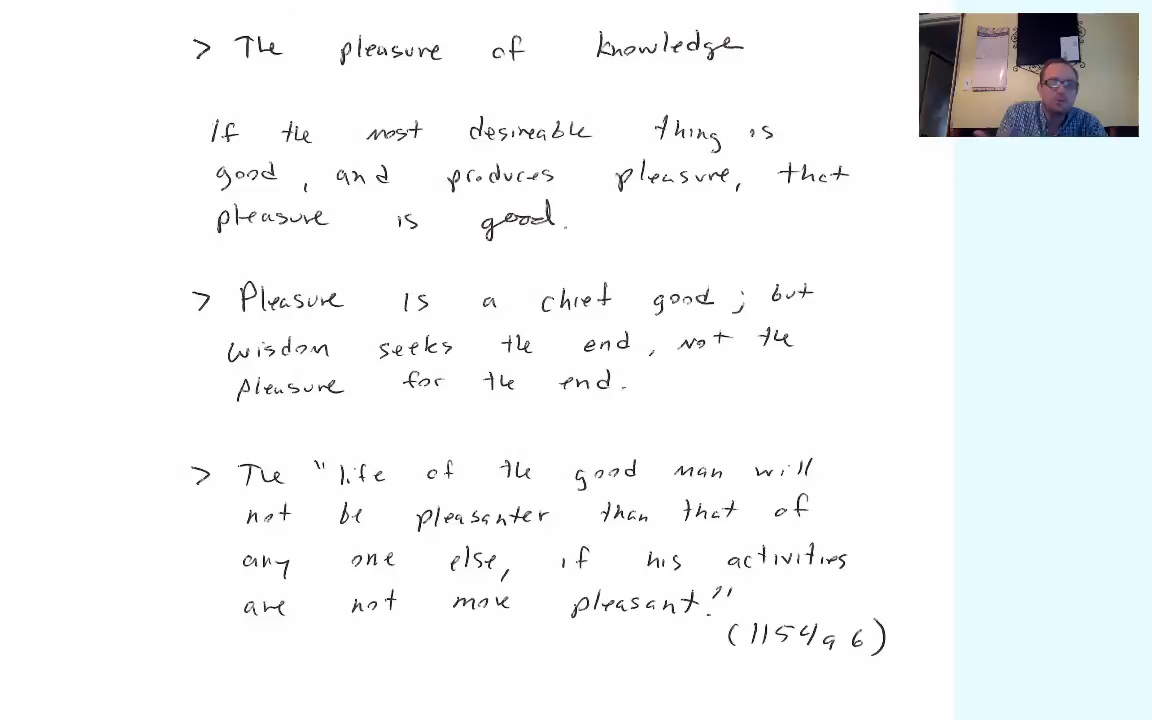 > The pleasure of knowledge
If the most desireable thing is
good, and produces pleasure, that
pleasure is good.
> Pleasure is a chief good; but
wisdom seeks the end, not the
pleasure for the end.
> The "life of the good man will
not be pleasanter than that of
any one else, if his activities
are not more pleasant."
(1154a6)